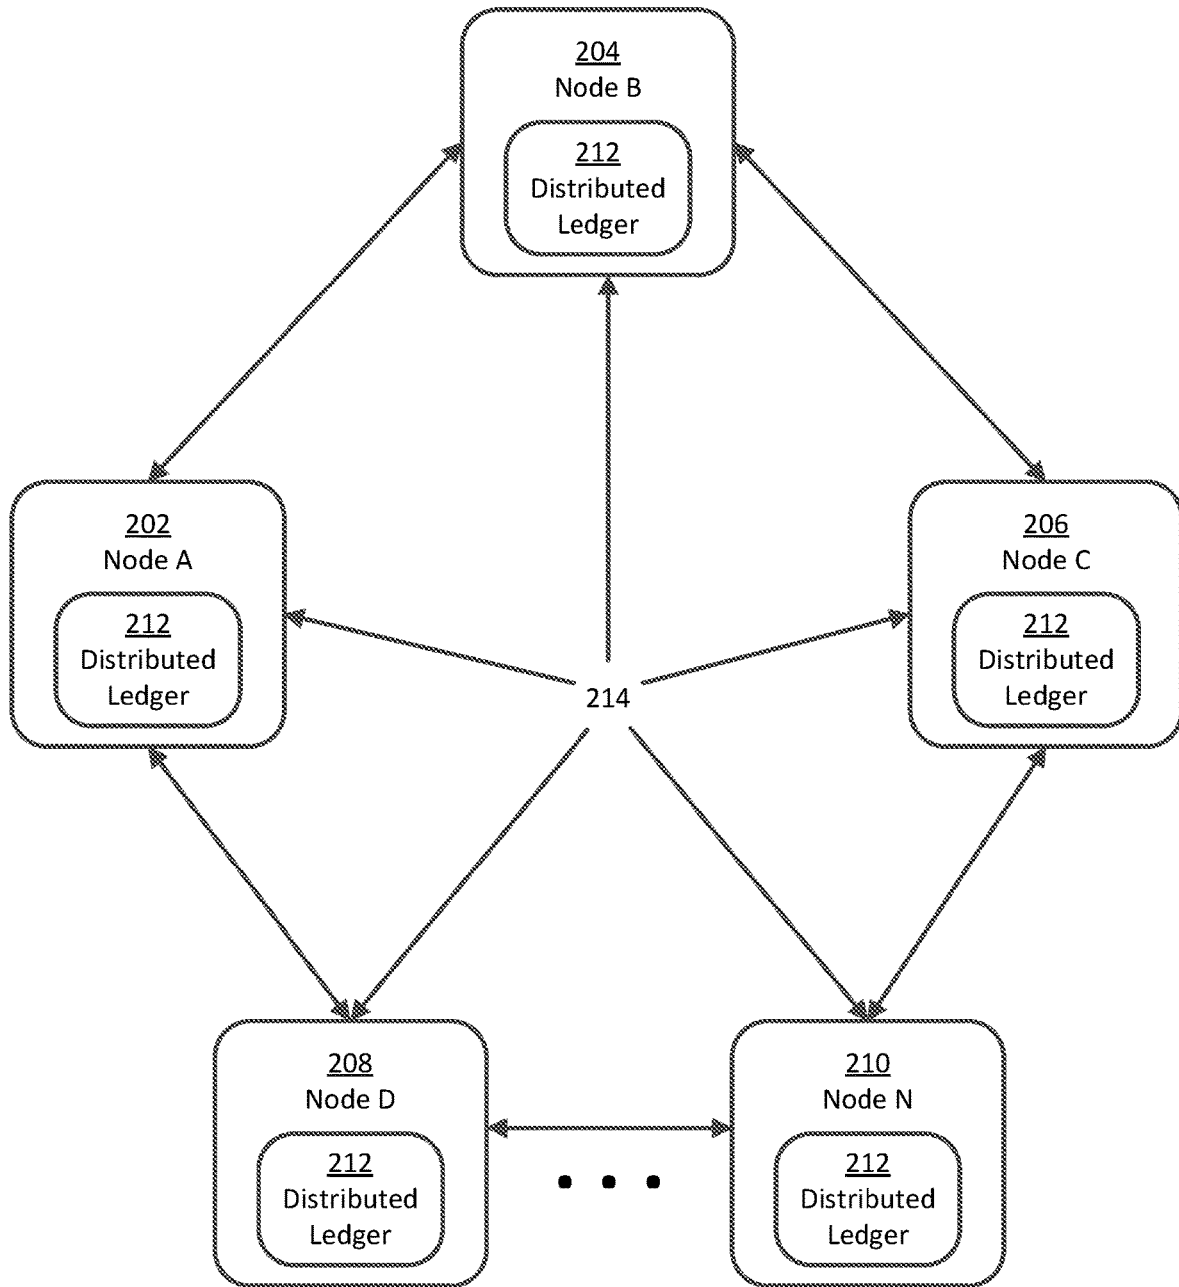 204
Node B
212
Distributed
Ledger
202
Node A
212
Distributed
Ledger
206
Node C
212
Distributed
Ledger
214
208
Node D
212
Distributed
Ledger
210
Node N
212
Distributed
Ledger